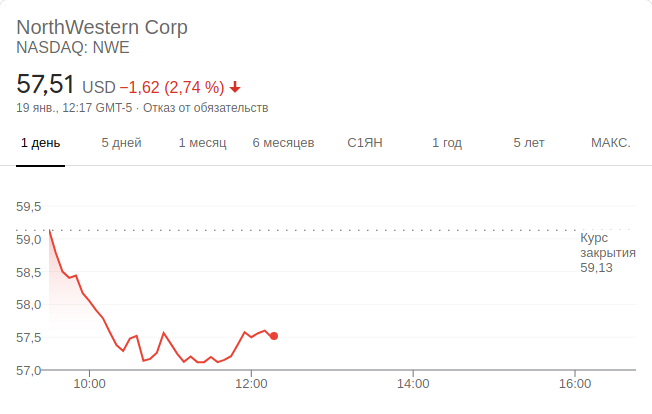 NorthWestern Corp
NASDAQ: NWE
57,51 USD −1,62 (2,74 %)
19 янв., 12:17 GMT-5 · Отказ от обязательств
1 день 5 дней 1 месяц 6 месяцев С1ЯН 1 год 5 лет МАКС.
59,5
59,0
58,5
58,0
57,5
57,0
Курс
закрытия
59,13
10:00 12:00 14:00 16:00